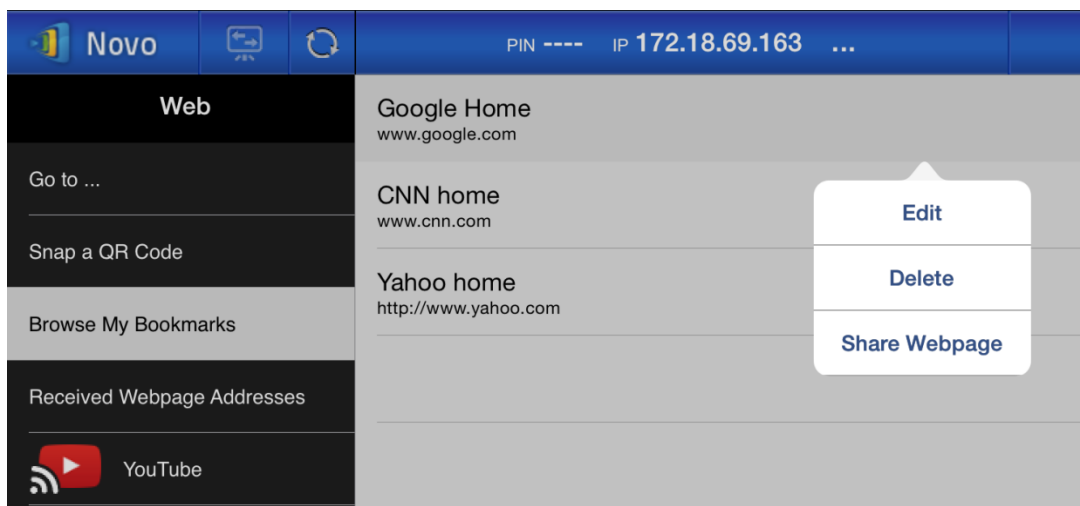 Novo
PIN ---- IP 172.18.69.163 ...
Web
Go to ...
Snap a QR Code
Browse My Bookmarks
Received Webpage Addresses
YouTube
Google Home
www.google.com
CNN home
www.cnn.com
Yahoo home
http://www.yahoo.com
Edit
Delete
Share Webpage